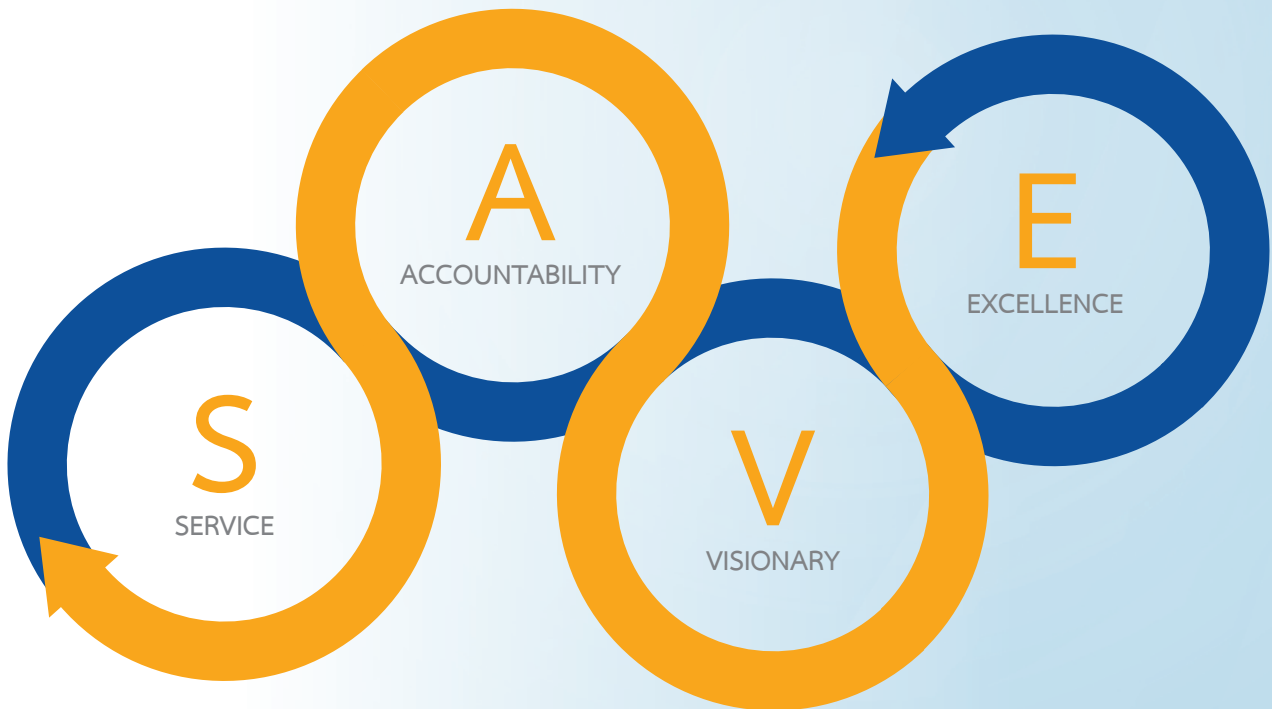 S
SERVICE
A
ACCOUNTABILITY
V
VISIONARY
E
EXCELLENCE